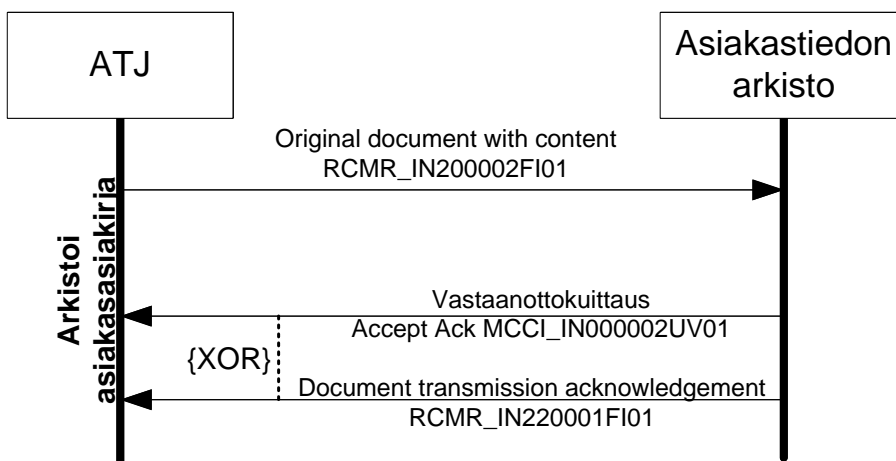 ATJ
Asiakastiedon
arkisto
Original document with content
RCMR_IN200002FI01
Arkistoi
asiakasasiakirja
Vastaanottokuittaus
Accept Ack MCCI_IN000002UV01
{XOR}
Document transmission acknowledgement
RCMR_IN220001FI01